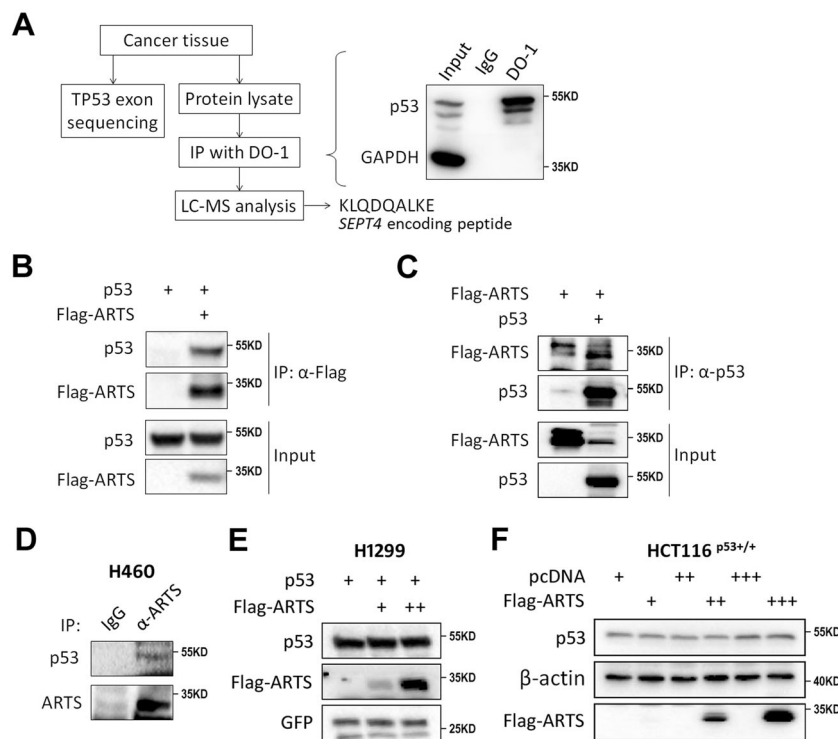 A
Cancer tissue
TP53 exon
sequencing
Protein lysate
IP with DO-1
LC-MS analysis
KLQDQALKE
SEPT4 encoding peptide
Input IgG DO-1
p53
55KD
GAPDH
35KD
B
p53 + +
Flag-ARTS +
p53 55KD
Flag-ARTS 35KD
IP: α-Flag
p53 55KD
Flag-ARTS 35KD
Input
C
Flag-ARTS + +
p53 +
Flag-ARTS 35KD
p53 55KD
IP: α-p53
Flag-ARTS 35KD
p53 55KD
Input
D
H460
IP: IgG α-ARTS
p53 55KD
ARTS 35KD
E
H1299
p53 + + +
Flag-ARTS + ++
p53 55KD
Flag-ARTS 35KD
GFP 25KD
F
HCT116 p53+/+
pcDNA + ++ +++
Flag-ARTS + ++ +++
p53 55KD
β-actin 40KD
Flag-ARTS 35KD